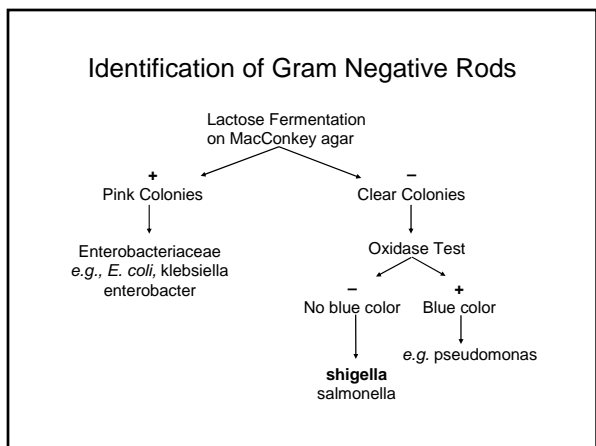 Identification of Gram Negative Rods
Lactose Fermentation
on MacConkey agar
+
Pink Colonies
Enterobacteriaceae
e.g., E. coli, klebsiella
enterobacter
–
Clear Colonies
Oxidase Test
–
No blue color
shigella
salmonella
+
Blue color
e.g. pseudomonas